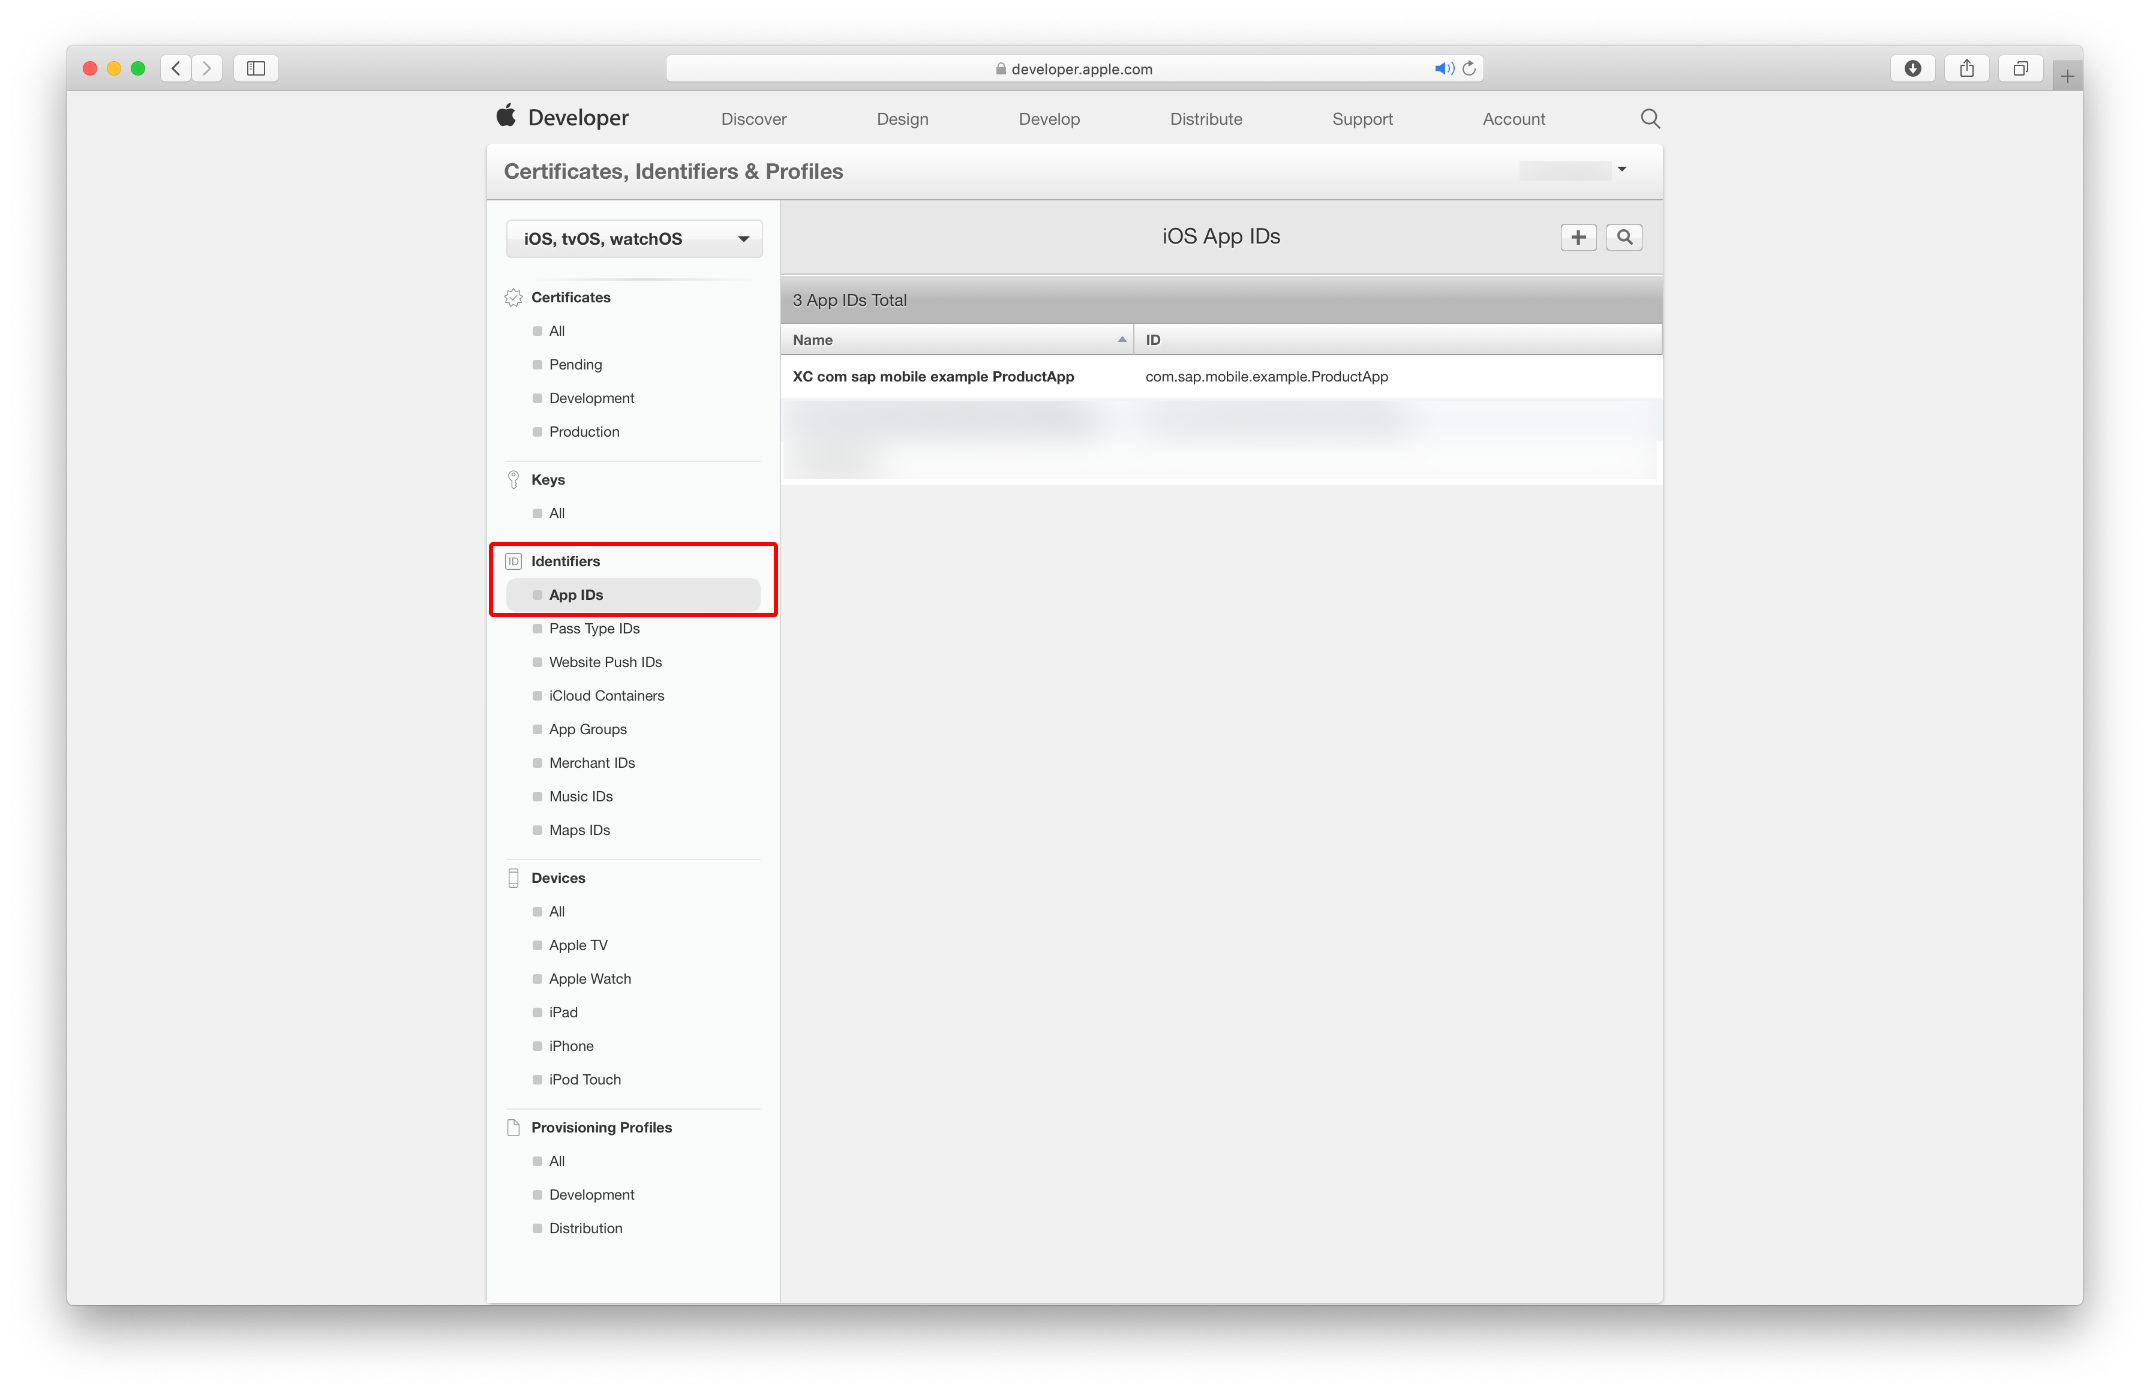 developer.apple.com
Developer
Discover
Design
Develop
Distribute
Support
Account
Certificates, Identifiers & Profiles
iOS, tvOS, watchOS
Certificates
All
Pending
Development
Production
Keys
All
ID Identifiers
App IDs
Pass Type IDs
Website Push IDs
iCloud Containers
App Groups
Merchant IDs
Music IDs
Maps IDs
Devices
All
Apple TV
Apple Watch
iPad
iPhone
iPod Touch
Provisioning Profiles
All
Development
Distribution
iOS App IDs
3 App IDs Total
Name ID
XC com sap mobile example ProductApp com.sap.mobile.example.ProductApp